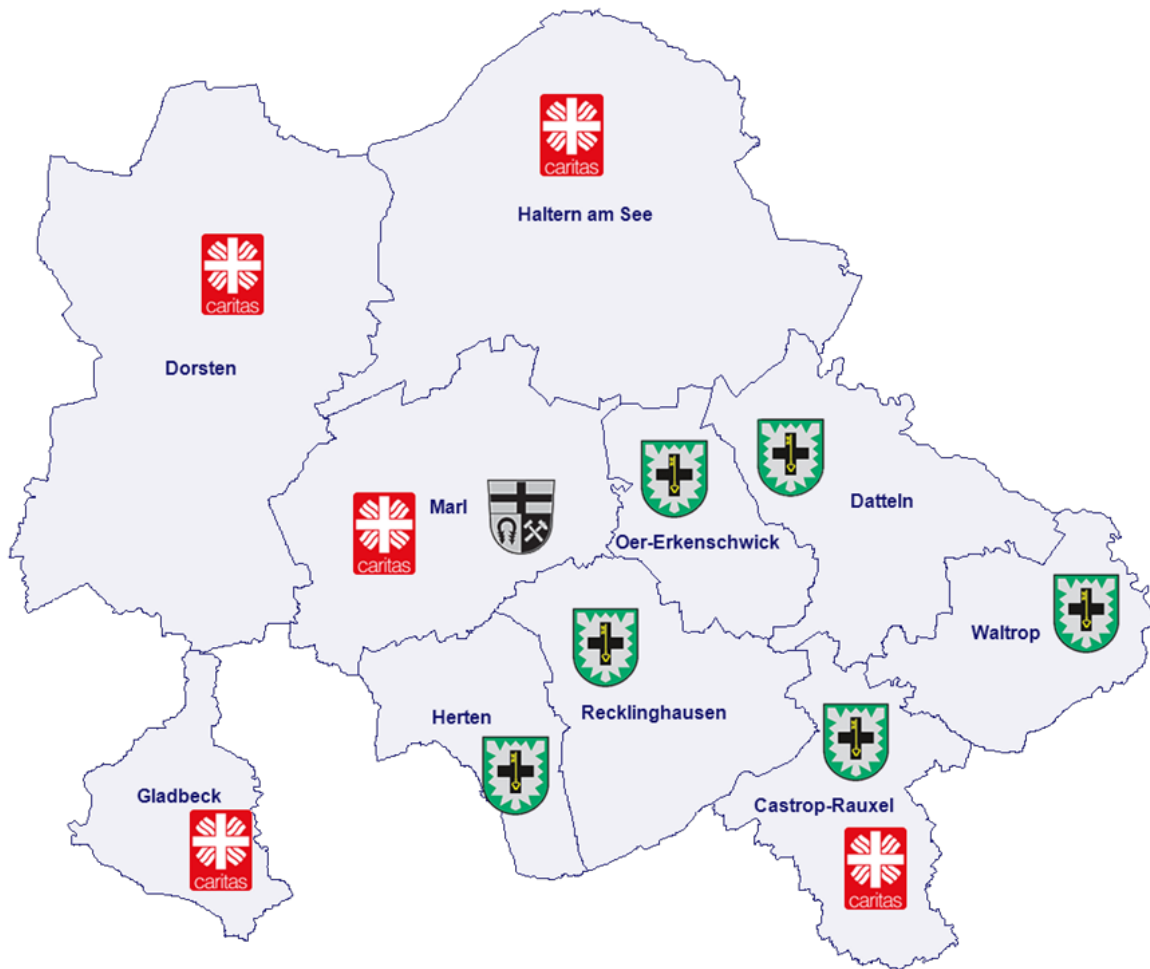 caritas
Haltern am See
caritas
Dorsten
Marl
caritas
Oer-Erkenschwick
Datteln
Waltrop
Herten
Recklinghausen
Gladbeck
caritas
Castrop-Rauxel
caritas